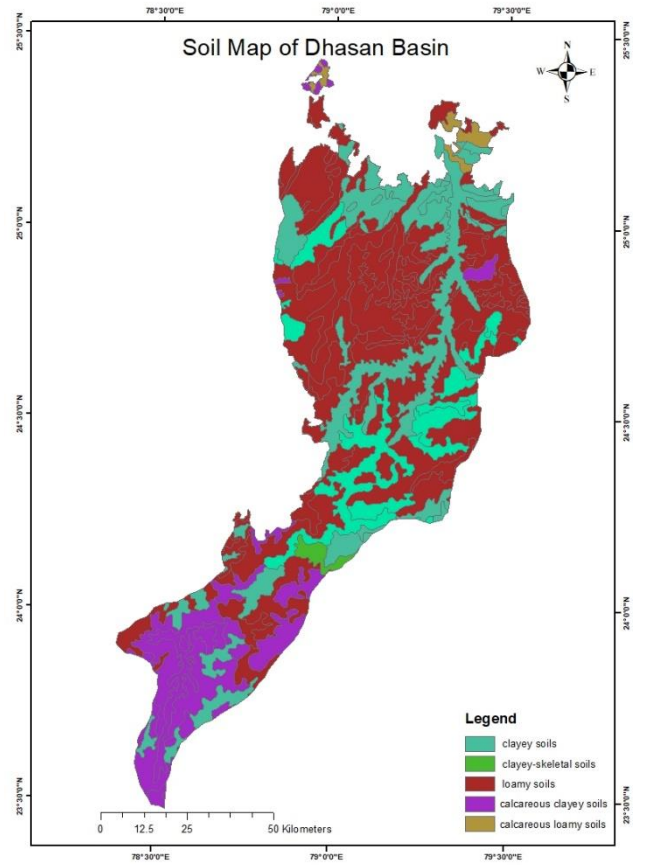 78°30'0"E
79°0'0"E
79°30'0"E
Soil Map of Dhasan Basin
N
W
E
S
25°30'0"N
25°30'0"N
25°0'0"N
25°0'0"N
24°30'0"N
24°30'0"N
24°0'0"N
24°0'0"N
23°30'0"N
23°30'0"N
Legend
clayey soils
clayey-skeletal soils
loamy soils
calcareous clayey soils
calcareous loamy soils
0 12.5 25 50 Kilometers
78°30'0"E
79°0'0"E
79°30'0"E